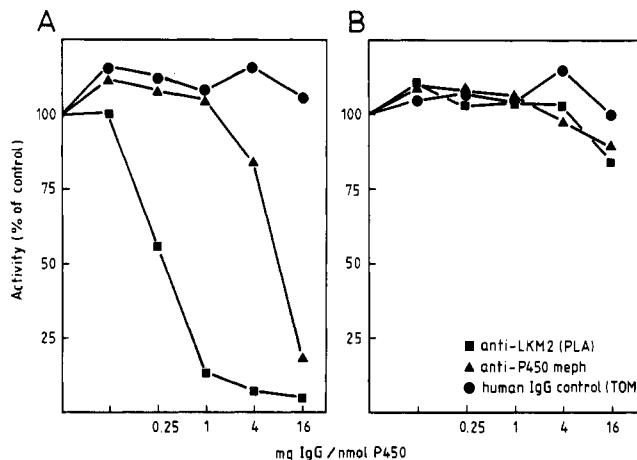 A
B
Activity (% of control)
100
75
50
25
100
75
50
25
0.25 1 4 16
0.25 1 4 16
mg IgG / nmol P450
anti-LKM2 (PLA)
anti-P450 meph
human IgG control (TOM